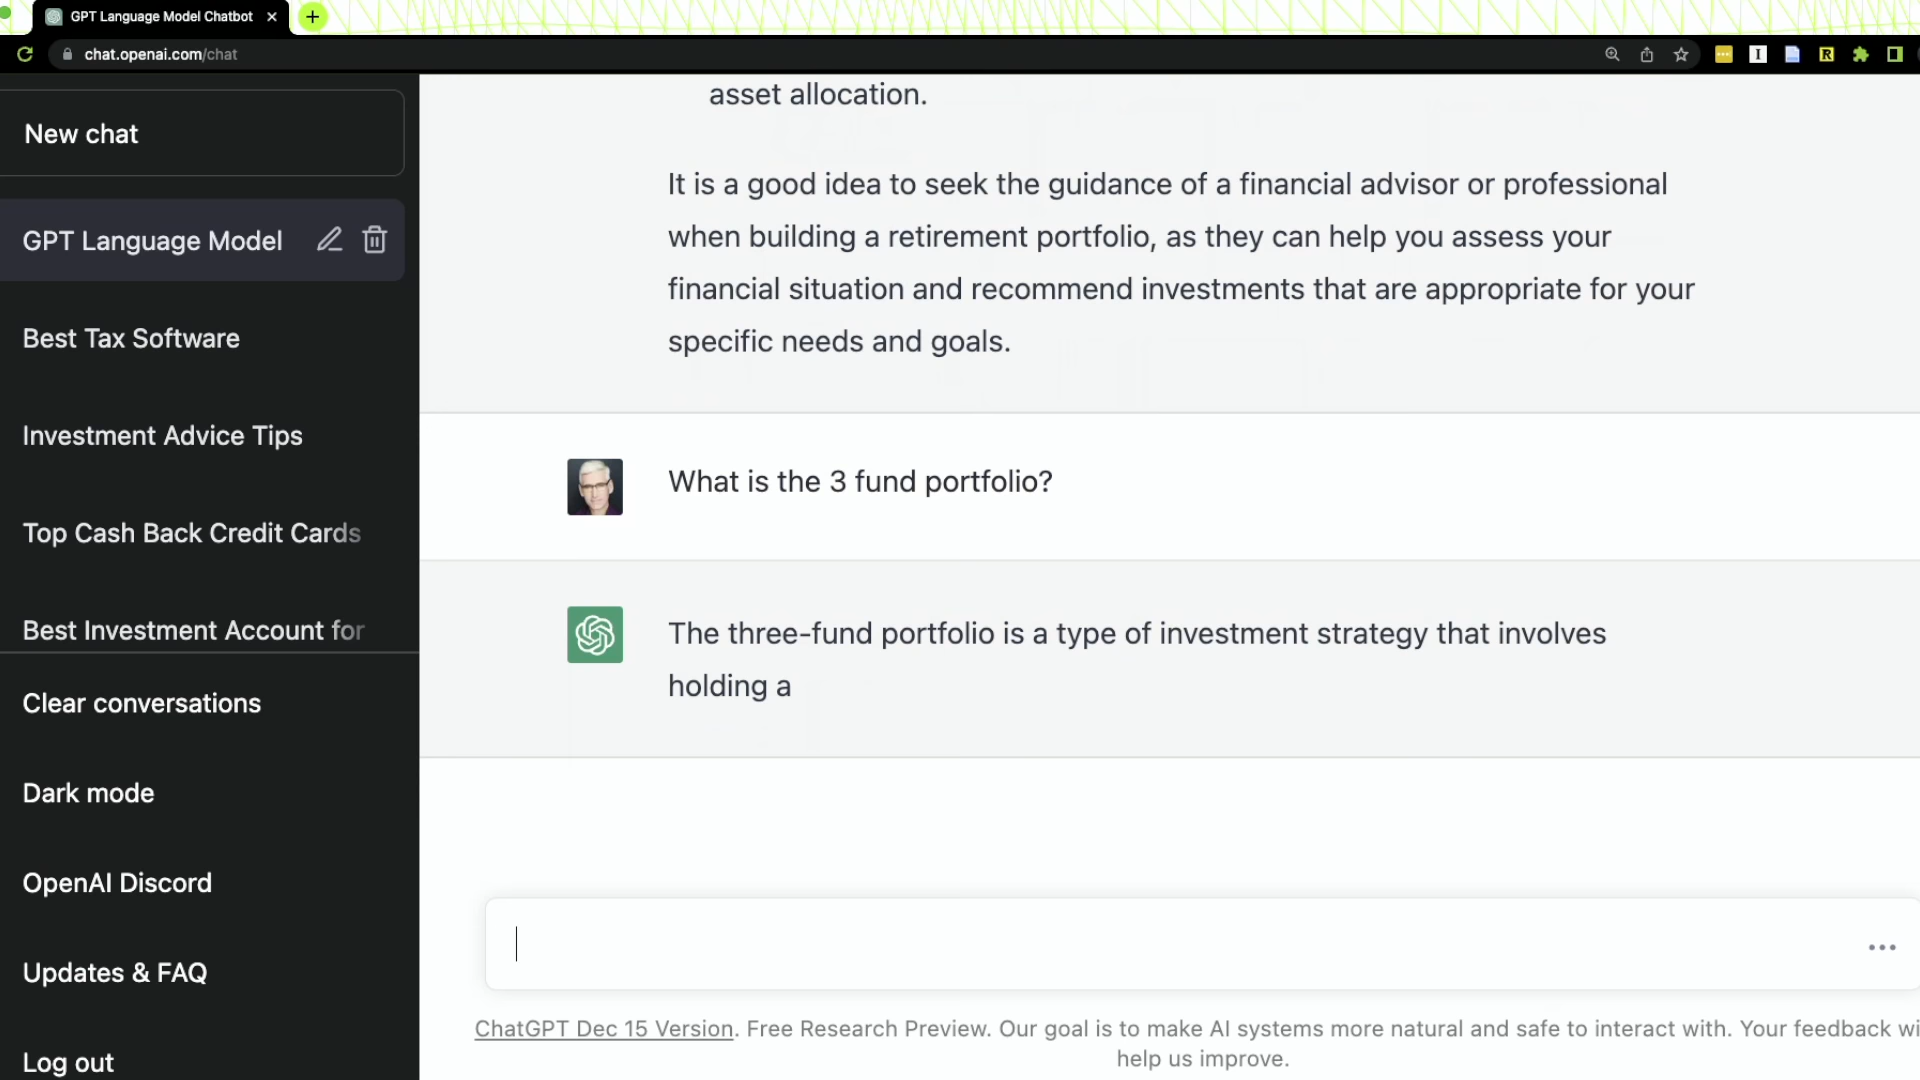 GPT Language Model Chatbot
chat.openai.com/chat
New chat
GPT Language Model
Best Tax Software
Investment Advice Tips
Top Cash Back Credit Cards
Best Investment Account for
Clear conversations
Dark mode
OpenAI Discord
Updates & FAQ
Log out
asset allocation.
It is a good idea to seek the guidance of a financial advisor or professional
when building a retirement portfolio, as they can help you assess your
financial situation and recommend investments that are appropriate for your
specific needs and goals.
What is the 3 fund portfolio?
The three-fund portfolio is a type of investment strategy that involves
holding a
ChatGPT Dec 15 Version. Free Research Preview. Our goal is to make AI systems more natural and safe to interact with. Your feedback wi
help us improve.